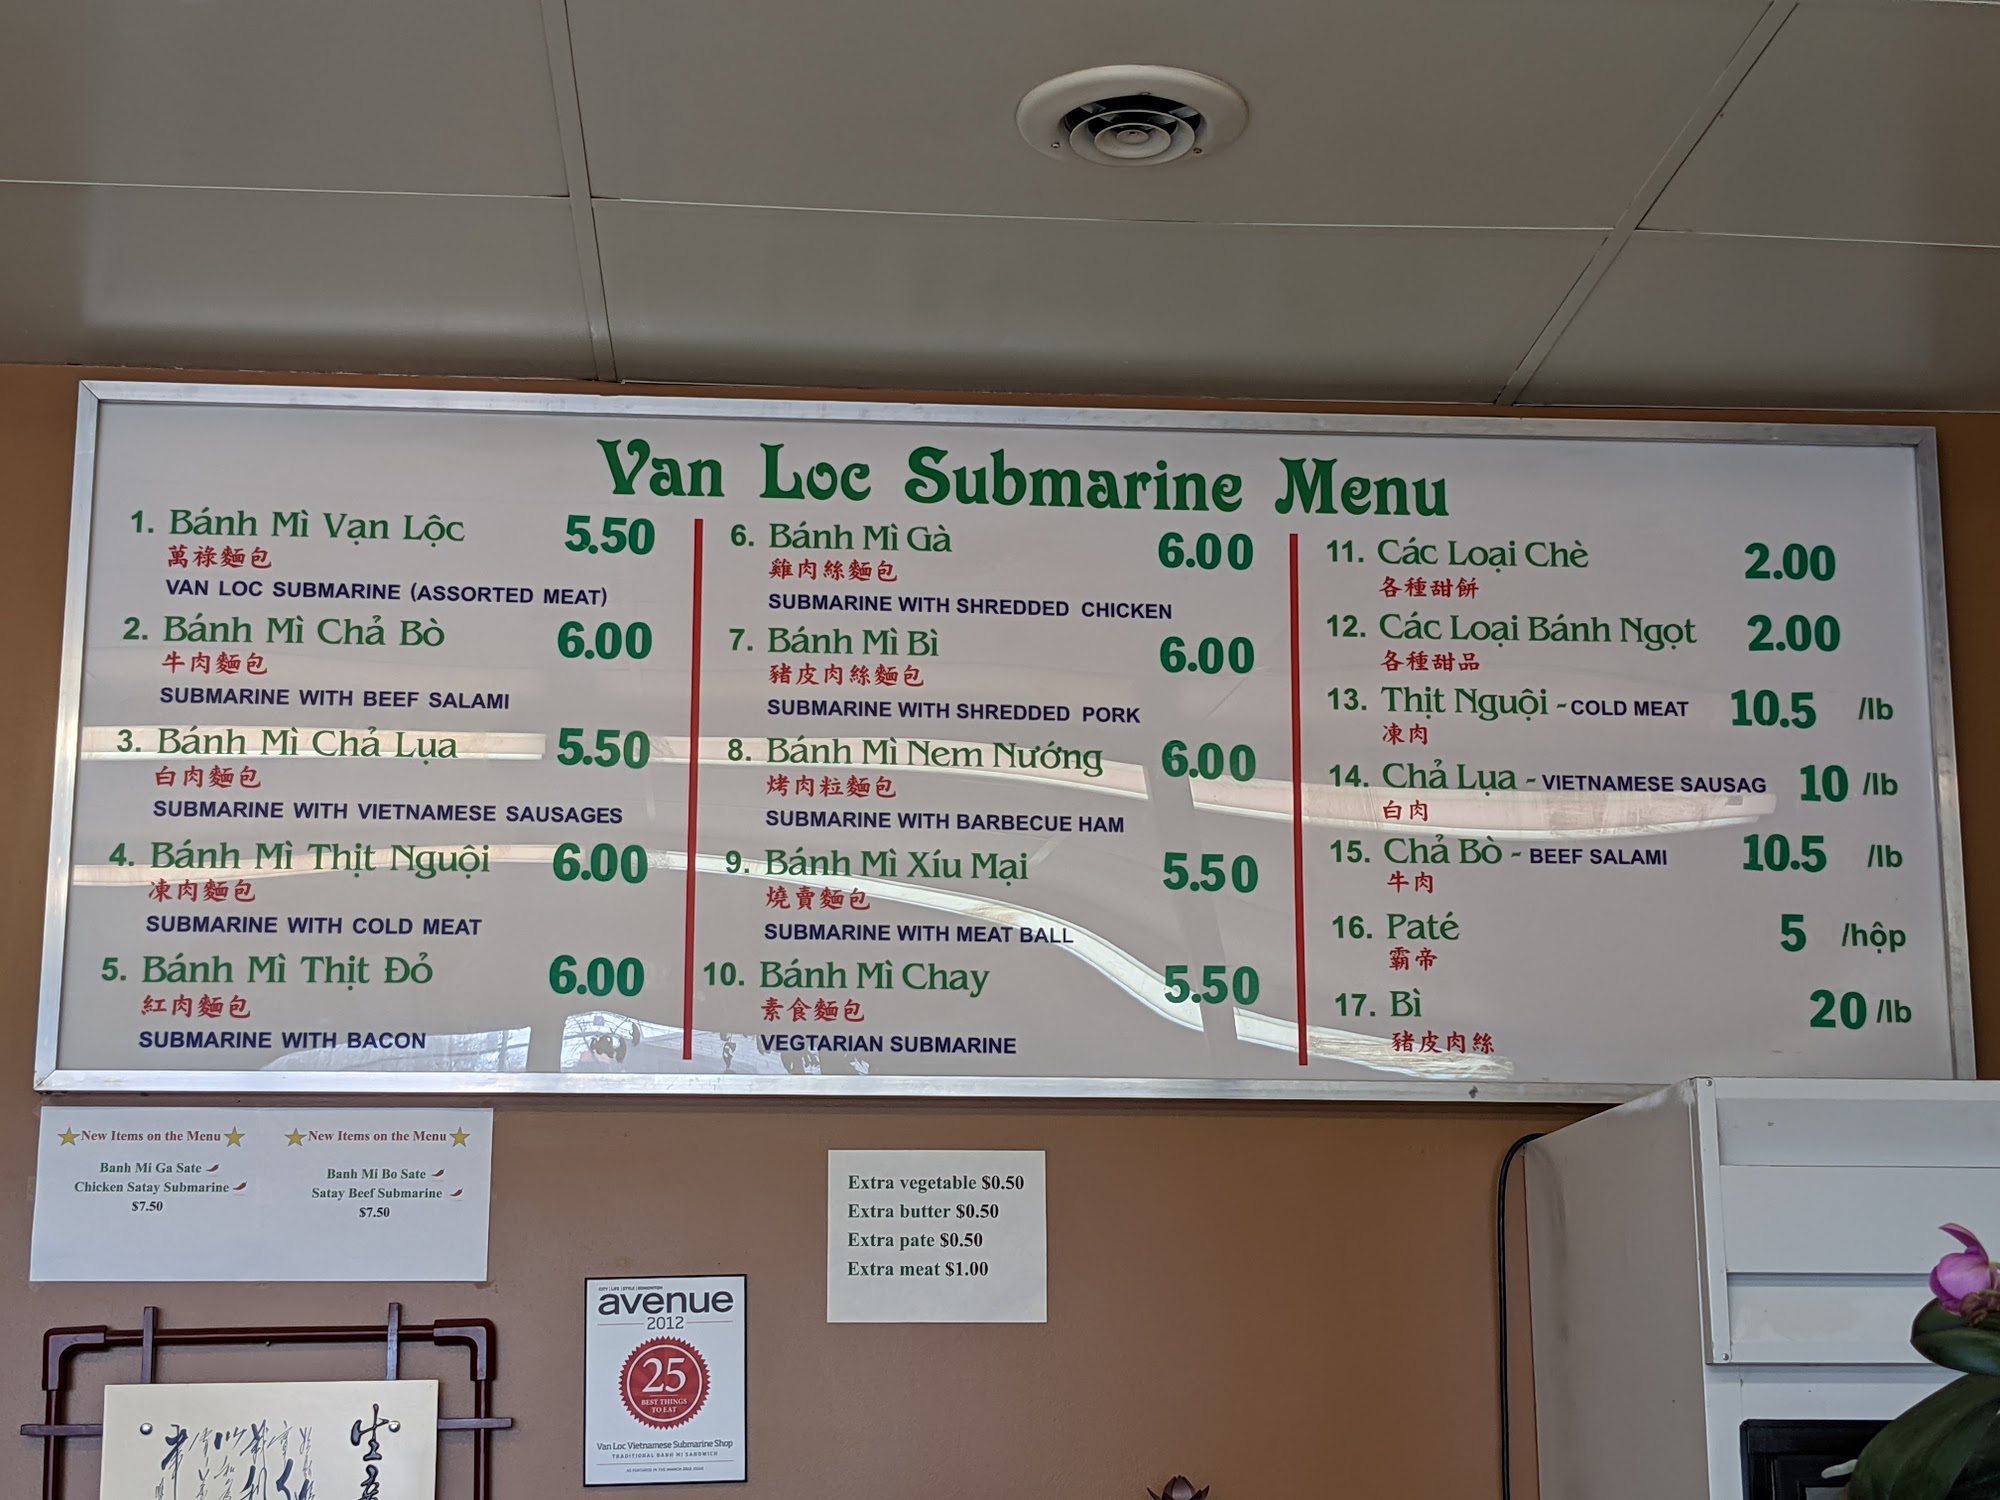 Van Loc Submarine Menu
1. Bánh Mì Vạn Lộc 5.50
萬祿麵包
VAN LOC SUBMARINE (ASSORTED MEAT)
2. Bánh Mì Chả Bò 6.00
牛肉麵包
SUBMARINE WITH BEEF SALAMI
3. Bánh Mì Chả Lụa 5.50
白肉麵包
SUBMARINE WITH VIETNAMESE SAUSAGES
4. Bánh Mì Thịt Nguội 6.00
凍肉麵包
SUBMARINE WITH COLD MEAT
5. Bánh Mì Thịt Đỏ 6.00
紅肉麵包
SUBMARINE WITH BACON
6. Bánh Mì Gà 6.00
雞肉絲麵包
SUBMARINE WITH SHREDDED CHICKEN
7. Bánh Mì Bì 6.00
豬皮肉絲麵包
SUBMARINE WITH SHREDDED PORK
8. Bánh Mì Nem Nướng 6.00
烤肉粒麵包
SUBMARINE WITH BARBECUE HAM
9. Bánh Mì Xíu Mại 5.50
燒賣麵包
SUBMARINE WITH MEAT BALL
10. Bánh Mì Chay 5.50
素食麵包
VEGTARIAN SUBMARINE
11. Các Loại Chè 2.00
各種甜餅
12. Các Loại Bánh Ngọt 2.00
各種甜品
13. Thịt Nguội - COLD MEAT 10.5 /lb
凍肉
14. Chả Lụa - VIETNAMESE SAUSAG 10 /lb
白肉
15. Chả Bò - BEEF SALAMI 10.5 /lb
牛肉
16. Paté 5 /hộp
霸帝
17. Bì 20 /lb
豬皮肉絲
New Items on the Menu
Banh Mi Ga Sate
Chicken Satay Submarine
$7.50
New Items on the Menu
Banh Mi Bo Sate
Satay Beef Submarine
$7.50
Extra vegetable $0.50
Extra butter $0.50
Extra pate $0.50
Extra meat $1.00
CITY | LIFE | STYLE | EDMONTON
avenue
2012
25
BEST THINGS
TO EAT
Van Loc Vietnamese Submarine Shop
TRADITIONAL BANH MI SANDWICH